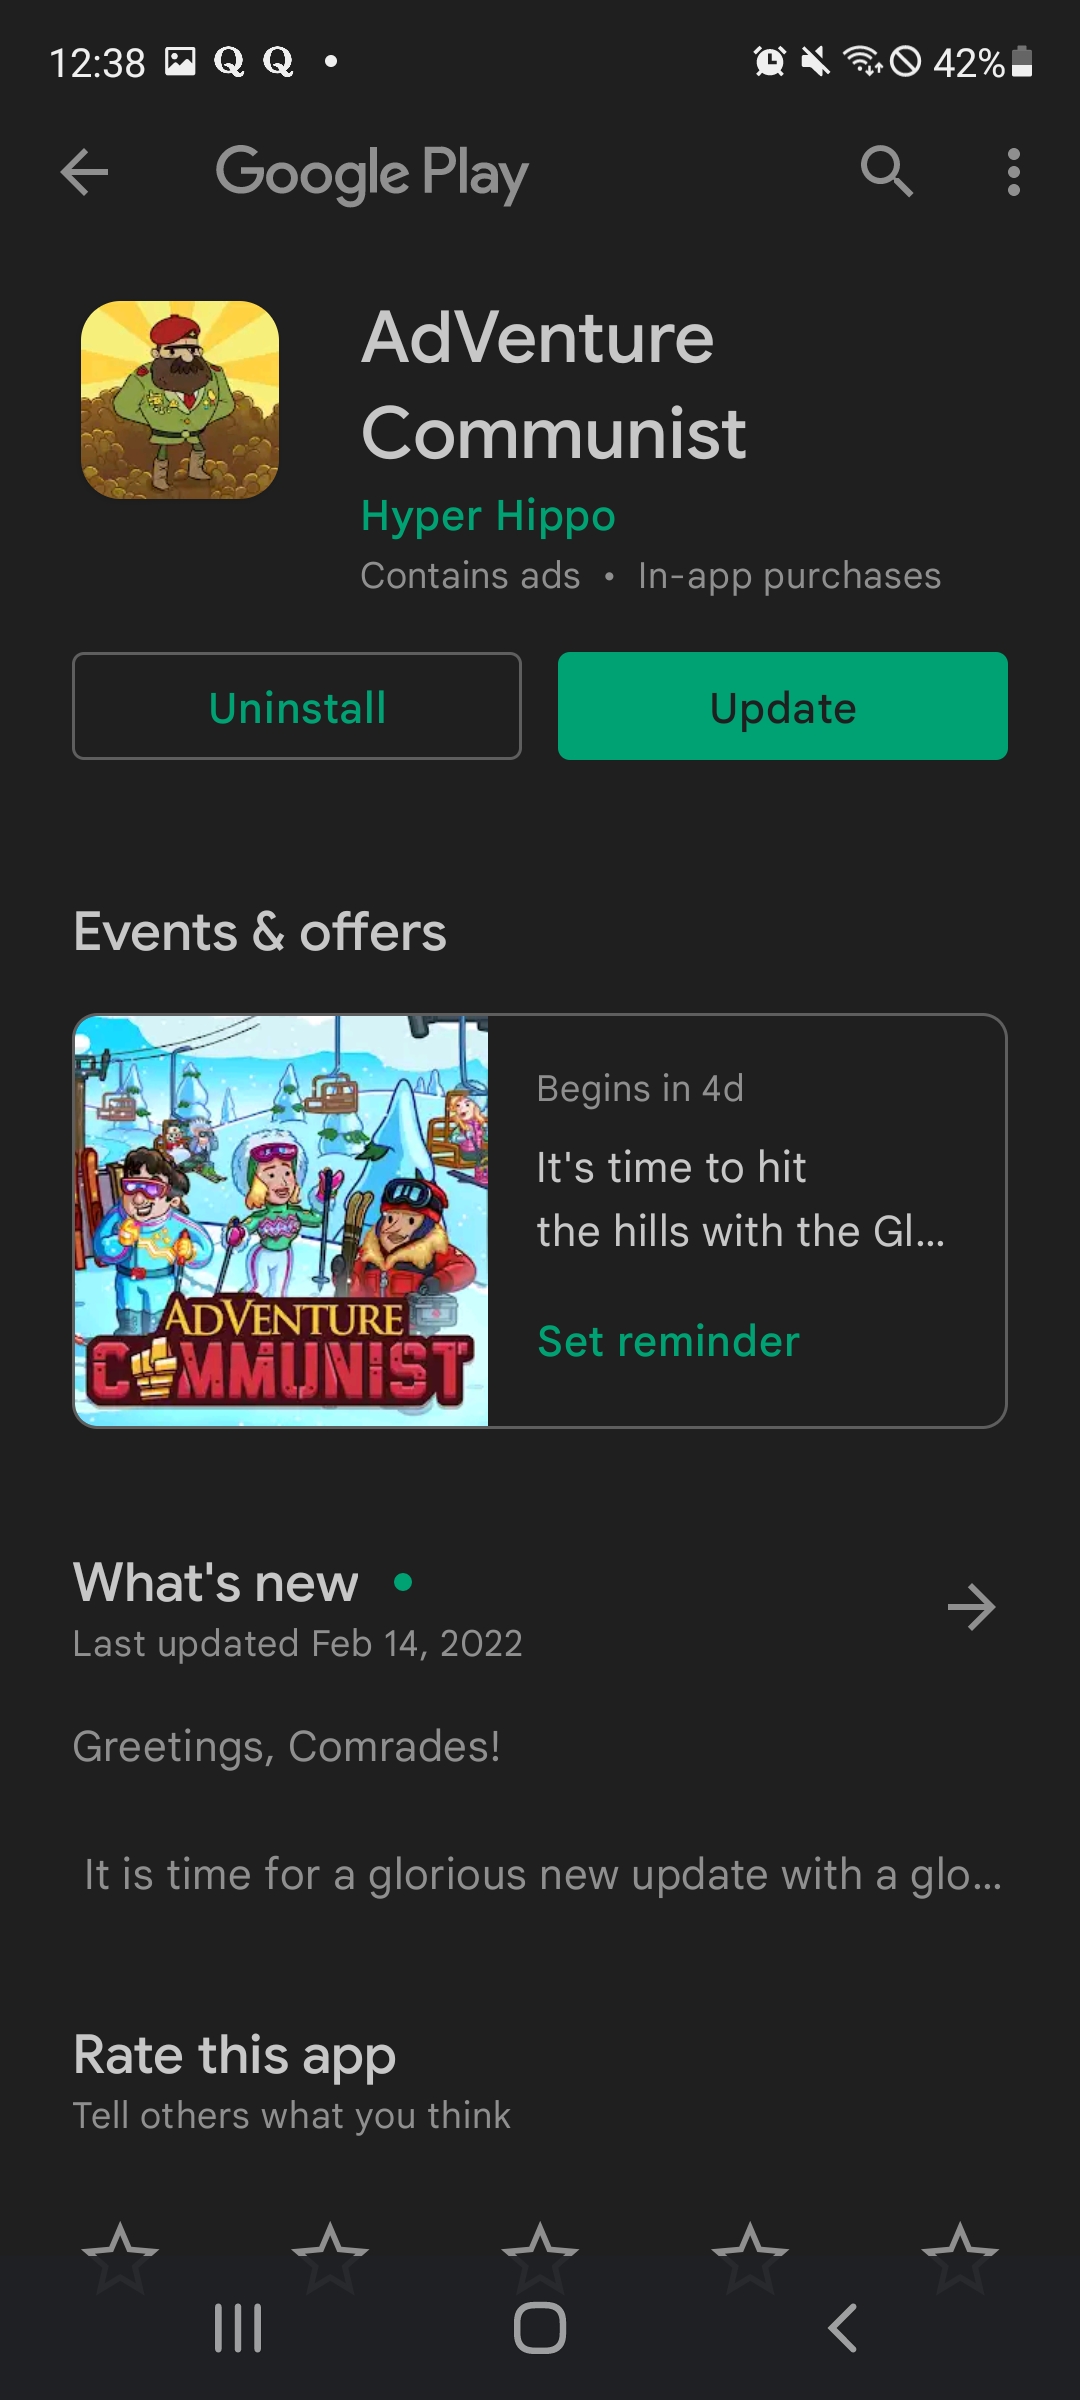 12:38 Q Q 42%
Google Play
AdVenture
Communist
Hyper Hippo
Contains ads • In-app purchases
Uninstall
Update
Events & offers
ADVENTURE
COMMUNIST
Begins in 4d
It's time to hit
the hills with the Gl...
Set reminder
What's new
Last updated Feb 14, 2022
Greetings, Comrades!
It is time for a glorious new update with a glo...
Rate this app
Tell others what you think